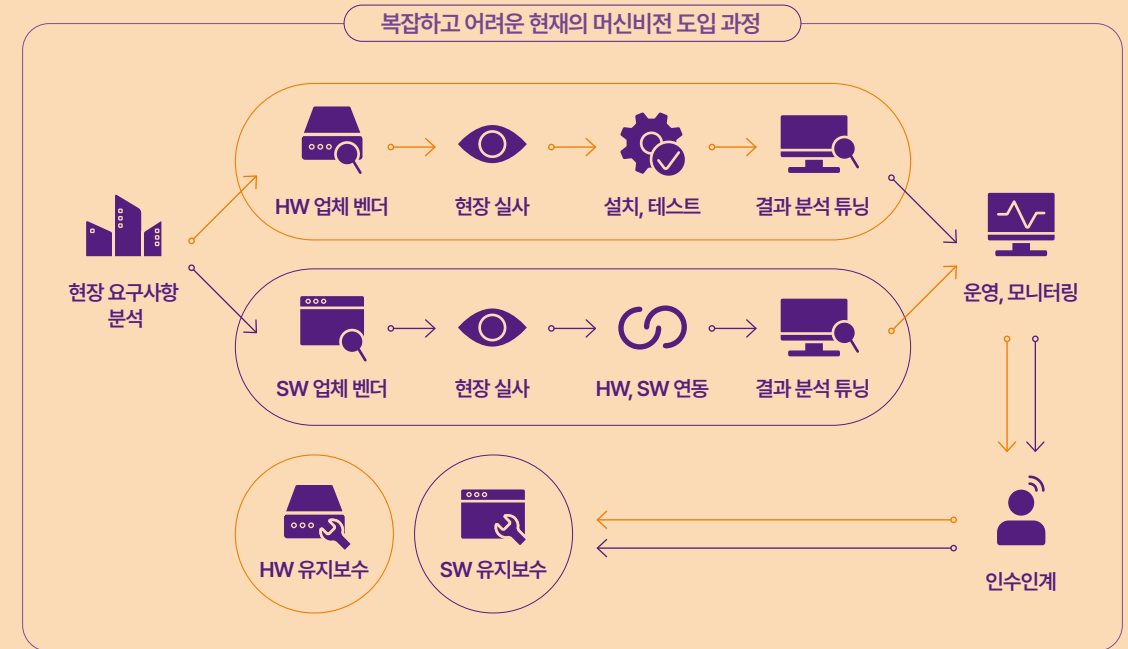 복잡하고 어려운 현재의 머신비전 도입 과정
HW 업체 벤더
현장 실사
설치, 테스트
결과 분석 튜닝
현장 요구사항
분석
운영, 모니터링
SW 업체 벤더
현장 실사
HW, SW 연동
결과 분석 튜닝
HW 유지보수
SW 유지보수
인수인계